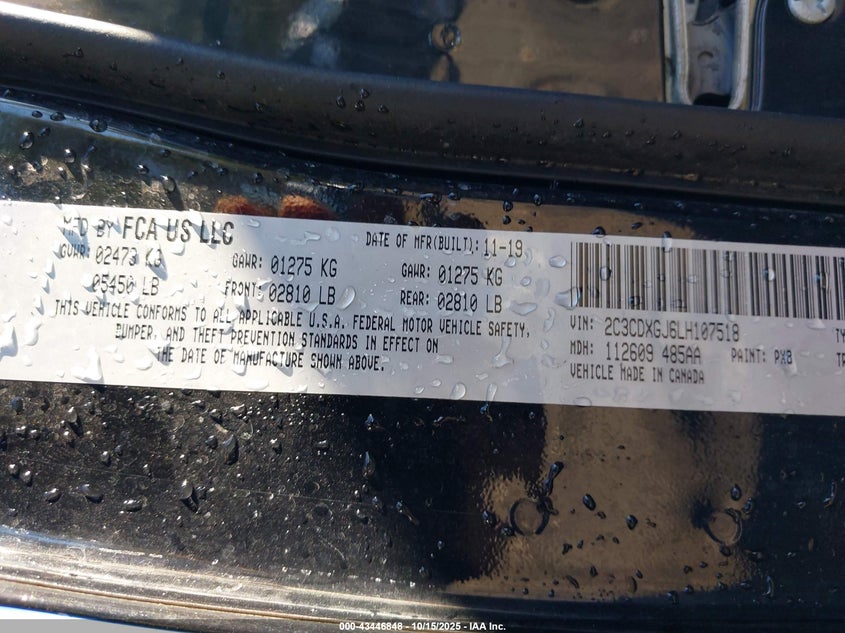 MFD BY FCA US LLC DATE OF MFR(BUILT): 11-19
GVWR: 02473 KG GAWR: 01275 KG GAWR: 01275 KG
05450 LB FRONT: 02810 LB REAR: 02810 LB
THIS VEHICLE CONFORMS TO ALL APPLICABLE U.S.A. FEDERAL MOTOR VEHICLE SAFETY,
BUMPER, AND THEFT PREVENTION STANDARDS IN EFFECT ON
THE DATE OF MANUFACTURE SHOWN ABOVE.
VIN: 2C3CDXGJ6LH107518
MDH: 112609 485AA PAINT: PX8
VEHICLE MADE IN CANADA
000-43446848 - 10/15/2025 - IAA Inc.